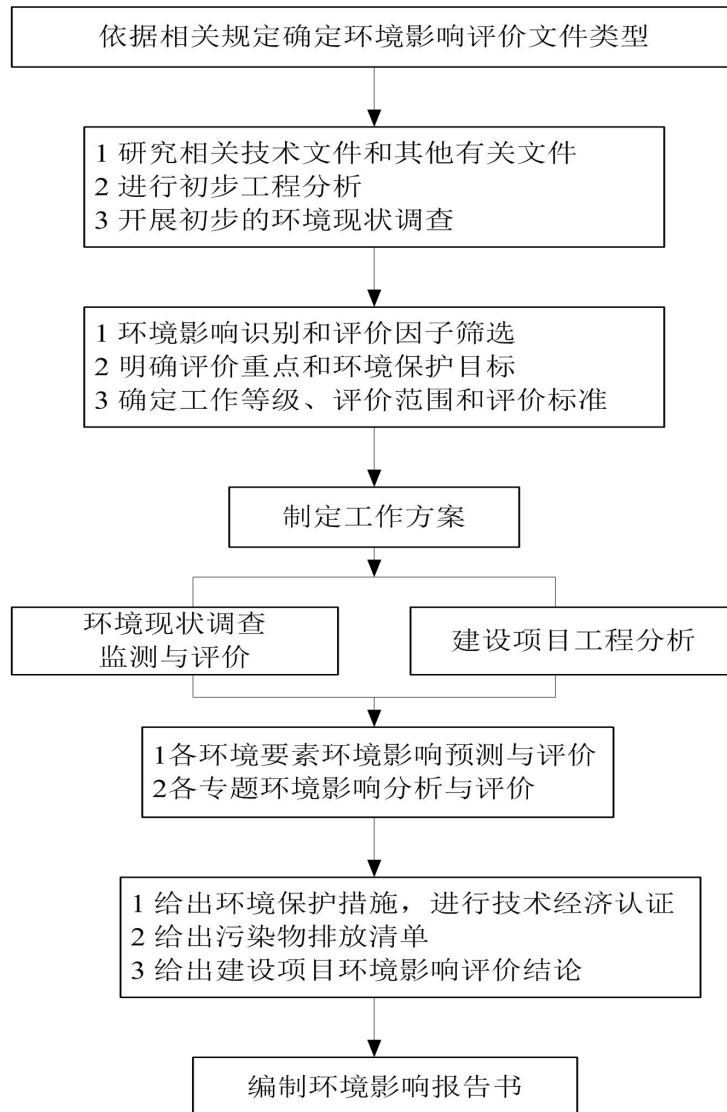 依据相关规定确定环境影响评价文件类型
1 研究相关技术文件和其他有关文件
2 进行初步工程分析
3 开展初步的环境现状调查
1 环境影响识别和评价因子筛选
2 明确评价重点和环境保护目标
3 确定工作等级、评价范围和评价标准
制定工作方案
环境现状调查
监测与评价
建设项目工程分析
1各环境要素环境影响预测与评价
2各专题环境影响分析与评价
1 给出环境保护措施，进行技术经济认证
2 给出污染物排放清单
3 给出建设项目环境影响评价结论
编制环境影响报告书